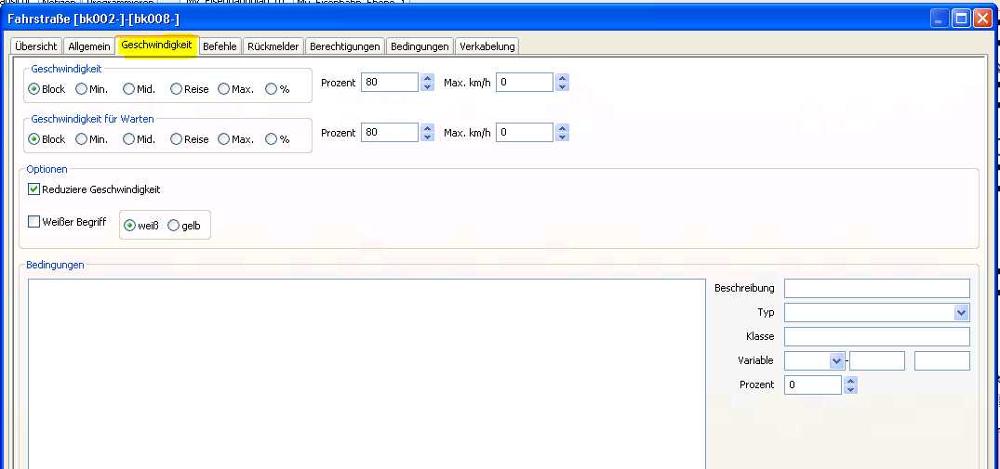 Fahrstraße [bk002-]-[bk008-]
Übersicht Allgemein Geschwindigkeit Befehle Rückmelder Berechtigungen Bedingungen Verkabelung
Geschwindigkeit
Block Min. Mid. Reise Max. % Prozent 80 Max. km/h 0
Geschwindigkeit für Warten
Block Min. Mid. Reise Max. % Prozent 80 Max. km/h 0
Optionen
Reduziere Geschwindigkeit
Weißer Begriff weiß gelb
Bedingungen
Beschreibung
Typ
Klasse
Variable -
Prozent 0